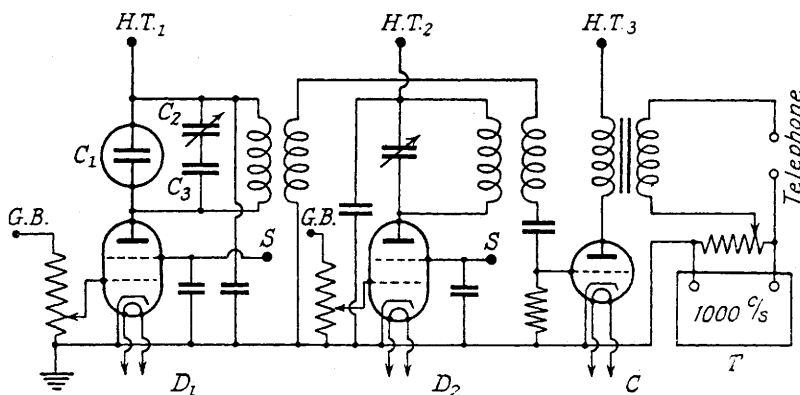 H.T.₁
H.T.₂
H.T.₃
C₂
C₁
C₃
Telephone
G.B.
S
G.B.
S
1000 c/s
D₁
D₂
C
T